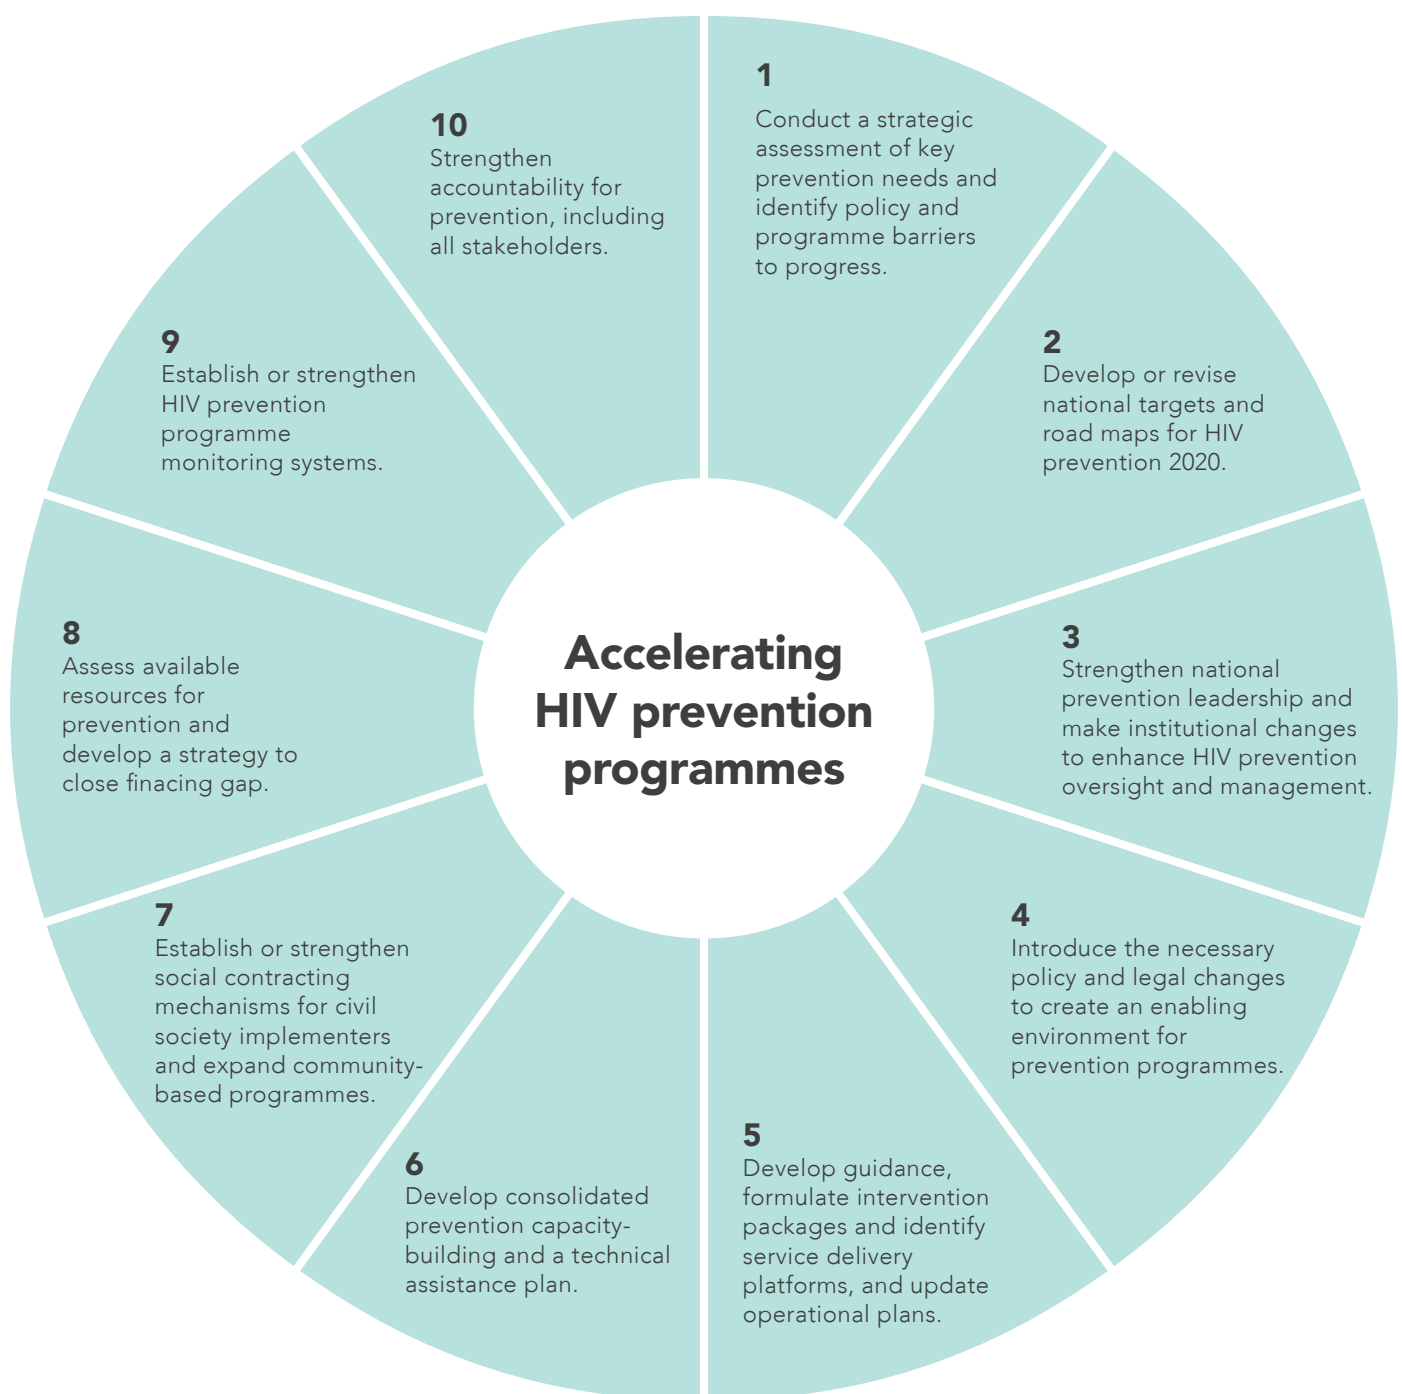 Accelerating
HIV prevention
programmes
1
Conduct a strategic
assessment of key
prevention needs and
identify policy and
programme barriers
to progress.
2
Develop or revise
national targets and
road maps for HIV
prevention 2020.
3
Strengthen national
prevention leadership and
make institutional changes
to enhance HIV prevention
oversight and management.
4
Introduce the necessary
policy and legal changes
to create an enabling
environment for
prevention programmes.
5
Develop guidance,
formulate intervention
packages and identify
service delivery
platforms, and update
operational plans.
6
Develop consolidated
prevention capacity-
building and a technical
assistance plan.
7
Establish or strengthen
social contracting
mechanisms for civil
society implementers
and expand community-
based programmes.
8
Assess available
resources for
prevention and
develop a strategy to
close finacing gap.
9
Establish or strengthen
HIV prevention
programme
monitoring systems.
10
Strengthen
accountability for
prevention, including
all stakeholders.